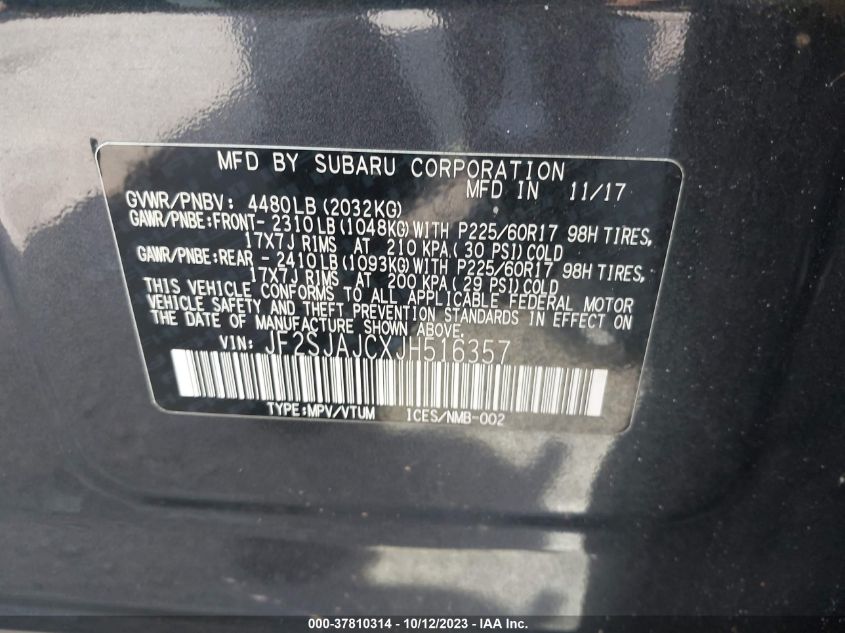 MFD BY SUBARU CORPORATION
MFD IN 11/17
GVWR/PNBV: 4480LB (2032KG)
GAWR/PNBE:FRONT- 2310LB (1048KG) WITH P225/60R17 98H TIRES,
17X7J RIMS AT 210 KPA( 30 PSI) COLD
GAWR/PNBE:REAR - 2410LB (1093KG) WITH P225/60R17 98H TIRES,
17X7J RIMS AT 200 KPA( 29 PSI) COLD
THIS VEHICLE CONFORMS TO ALL APPLICABLE FEDERAL MOTOR
VEHICLE SAFETY AND THEFT PREVENTION STANDARDS IN EFFECT ON
THE DATE OF MANUFACTURE SHOWN ABOVE.
VIN: JF2SJAJCXJH516357
TYPE:MPV/VTUM ICES/NMB-002
000-37810314 - 10/12/2023 - IAA Inc.